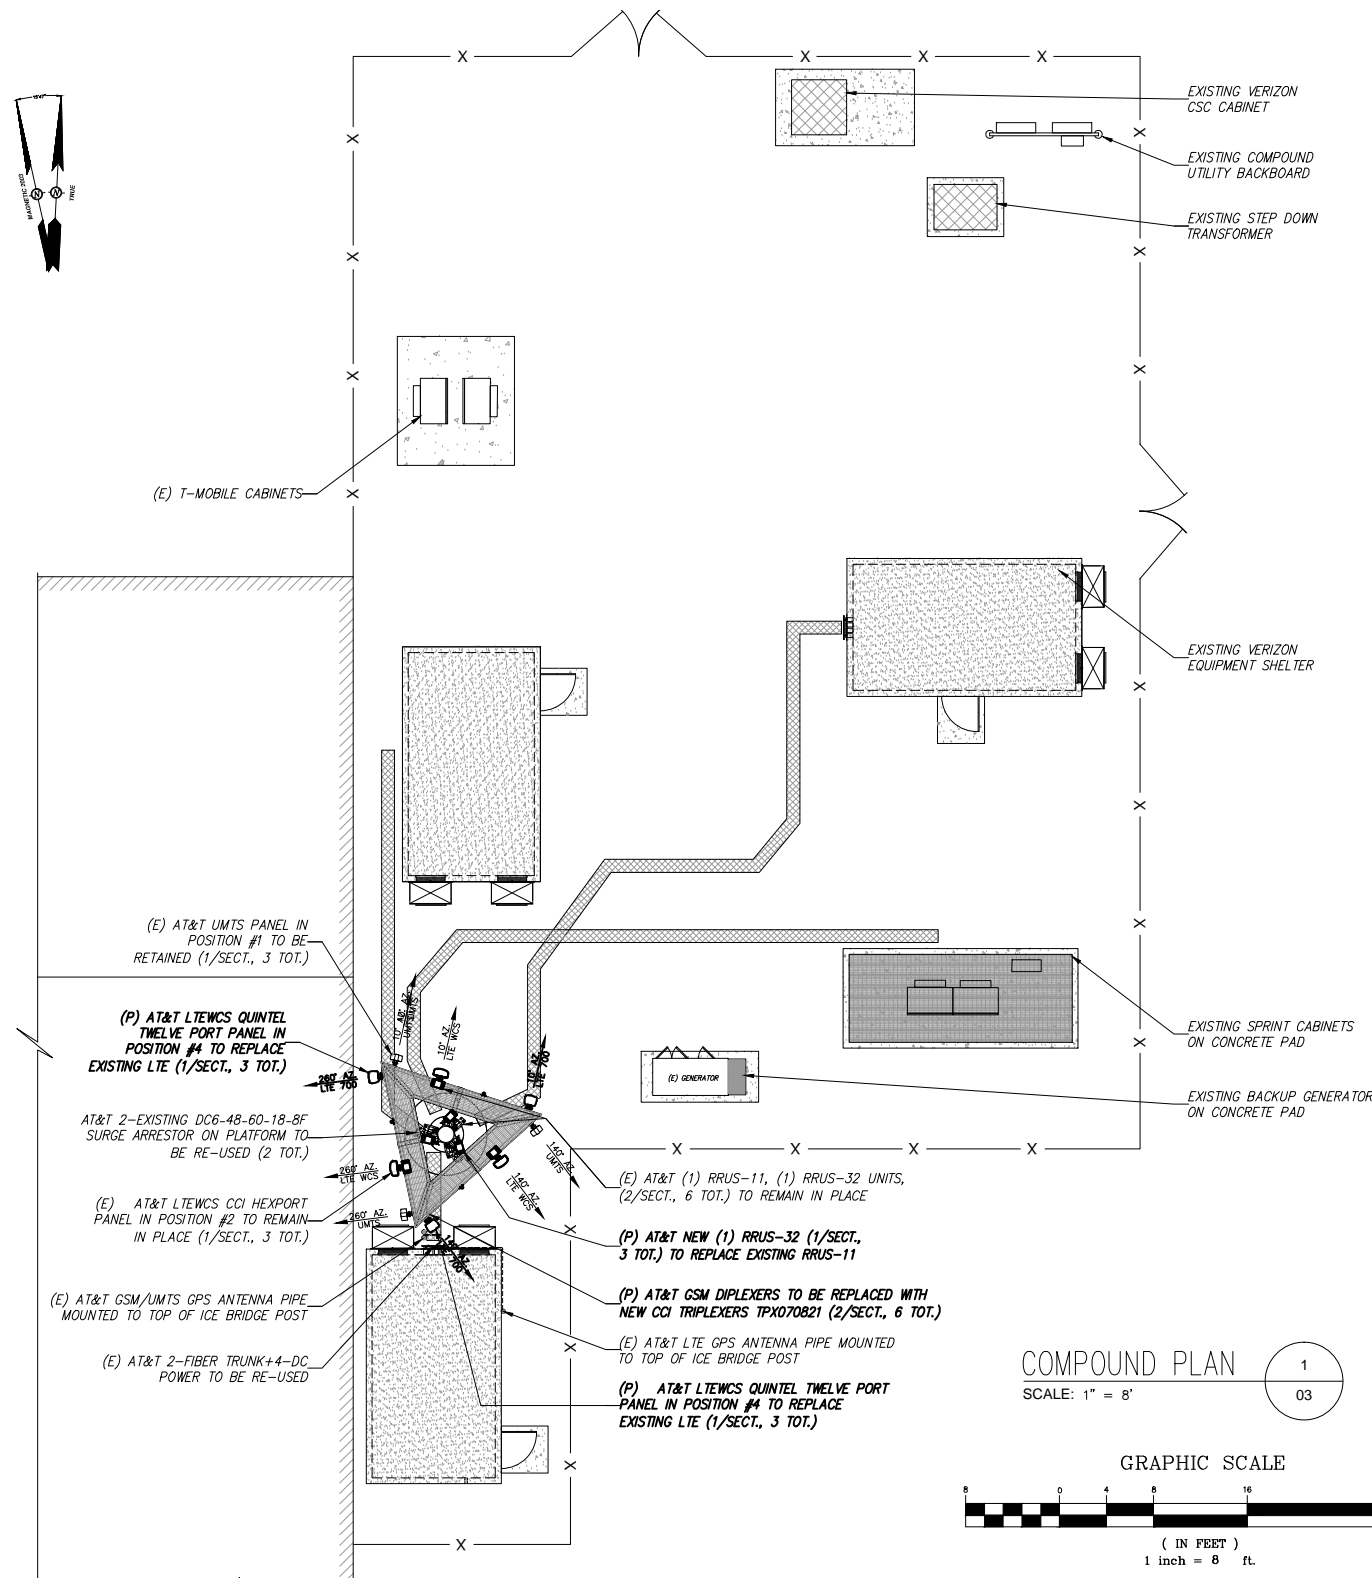 EXISTING VERIZON
CSC CABINET
EXISTING COMPOUND
UTILITY BACKBOARD
EXISTING STEP DOWN
TRANSFORMER
MAGNETIC 2003
N
N
TRUE
(E) T-MOBILE CABINETS
EXISTING VERIZON
EQUIPMENT SHELTER
(E) AT&T UMTS PANEL IN
POSITION #1 TO BE
RETAINED (1/SECT., 3 TOT.)
(P) AT&T LTEWCS QUINTEL
TWELVE PORT PANEL IN
POSITION #4 TO REPLACE
EXISTING LTE (1/SECT., 3 TOT.)
10° AZ.
LTE WCS
10° AZ.
LTE 700
260° AZ.
LTE 700
EXISTING SPRINT CABINETS
ON CONCRETE PAD
(E) GENERATOR
EXISTING BACKUP GENERATOR
ON CONCRETE PAD
AT&T 2-EXISTING DC6-48-60-18-8F
SURGE ARRESTOR ON PLATFORM TO
BE RE-USED (2 TOT.)
140° AZ.
UMTS
260° AZ.
LTE WCS
140° AZ.
LTE WCS
(E) AT&T (1) RRUS-11, (1) RRUS-32 UNITS,
(2/SECT., 6 TOT.) TO REMAIN IN PLACE
(E) AT&T LTEWCS CCI HEXPORT
PANEL IN POSITION #2 TO REMAIN
IN PLACE (1/SECT., 3 TOT.)
260° AZ.
UMTS
140° AZ.
LTE 700
(P) AT&T NEW (1) RRUS-32 (1/SECT.,
3 TOT.) TO REPLACE EXISTING RRUS-11
(E) AT&T GSM/UMTS GPS ANTENNA PIPE
MOUNTED TO TOP OF ICE BRIDGE POST
(P) AT&T GSM DIPLEXERS TO BE REPLACED WITH
NEW CCI TRIPLEXERS TPX070821 (2/SECT., 6 TOT.)
(E) AT&T LTE GPS ANTENNA PIPE MOUNTED
TO TOP OF ICE BRIDGE POST
(E) AT&T 2-FIBER TRUNK+4-DC
POWER TO BE RE-USED
(P) AT&T LTEWCS QUINTEL TWELVE PORT
PANEL IN POSITION #4 TO REPLACE
EXISTING LTE (1/SECT., 3 TOT.)
COMPOUND PLAN
SCALE: 1" = 8'
1
03
GRAPHIC SCALE
8 0 4 8 16
( IN FEET )
1 inch = 8 ft.